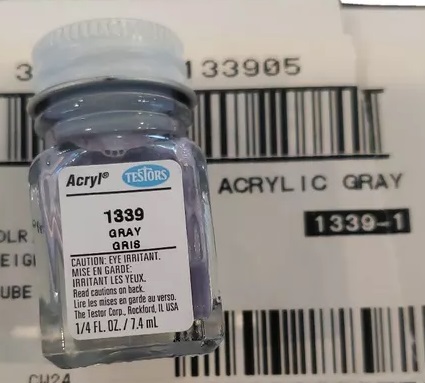 3 133905
Acryl® TESTORS
ACRYLIC GRAY
1339
1339-1
GRAY
GRIS
CAUTION: EYE IRRITANT.
MISE EN GARDE:
IRRITANT LES YEUX.
Read cautions on back.
Lire les mises en garde au verso.
The Testor Corp., Rockford, IL USA
1/4 FL. OZ. / 7.4 mL
OLR
EIG
UBE
CH24